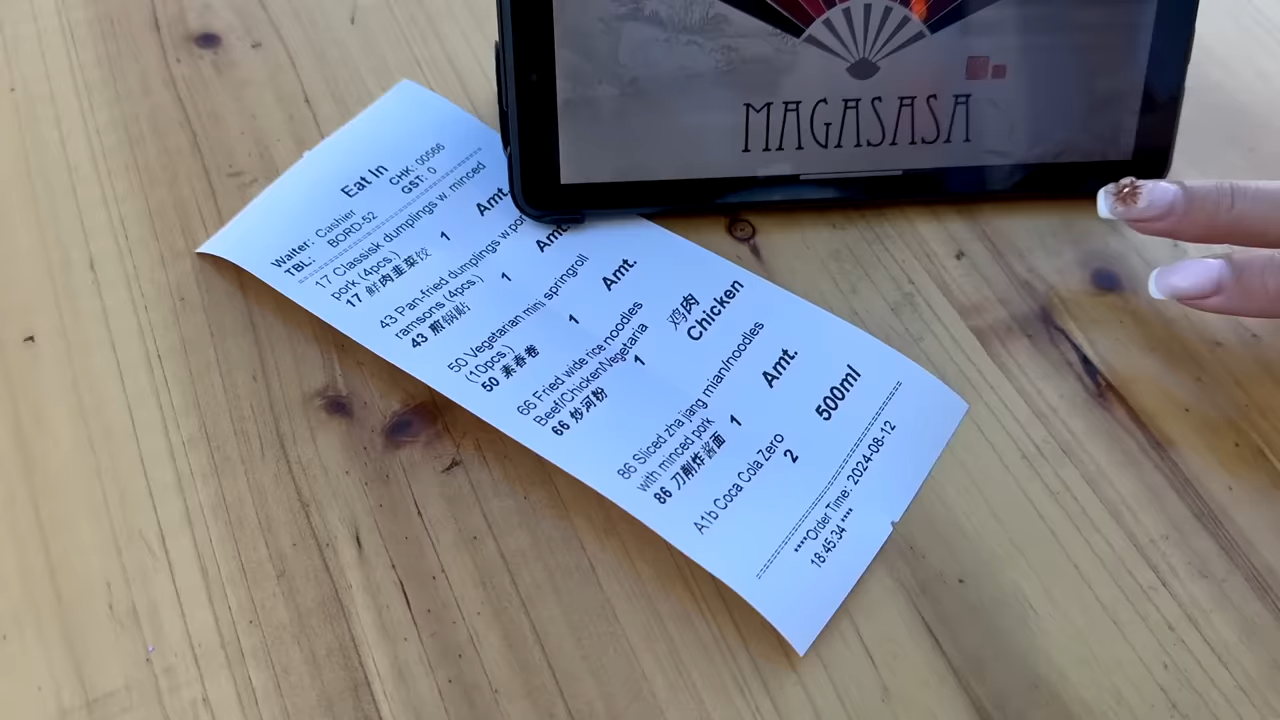 MAGASASA
Eat In
CHK: 00566
GST: 0
Waiter: Cashier
TBL: BORD-52
17 Classisk dumplings w. minced
pork (4pcs.)
17 鲜肉韭菜饺 1 Amt.
43 Pan-fried dumplings w por
ramsons (4pcs.)
43 煎锅贴 1 Amt.
50 Vegetarian mini springroll
(10pcs.)
50 素春卷 1 Amt.
66 Fried wide rice noodles
Beef/Chicken/Vegetaria
66 炒河粉 1 鸡肉
Chicken
86 Sliced zha jiang mian/noodles
with minced pork
86 刀削炸酱面 1 Amt.
A1b Coca Cola Zero
2 500ml
****Order Time: 2024-08-12
18:45:34 ****